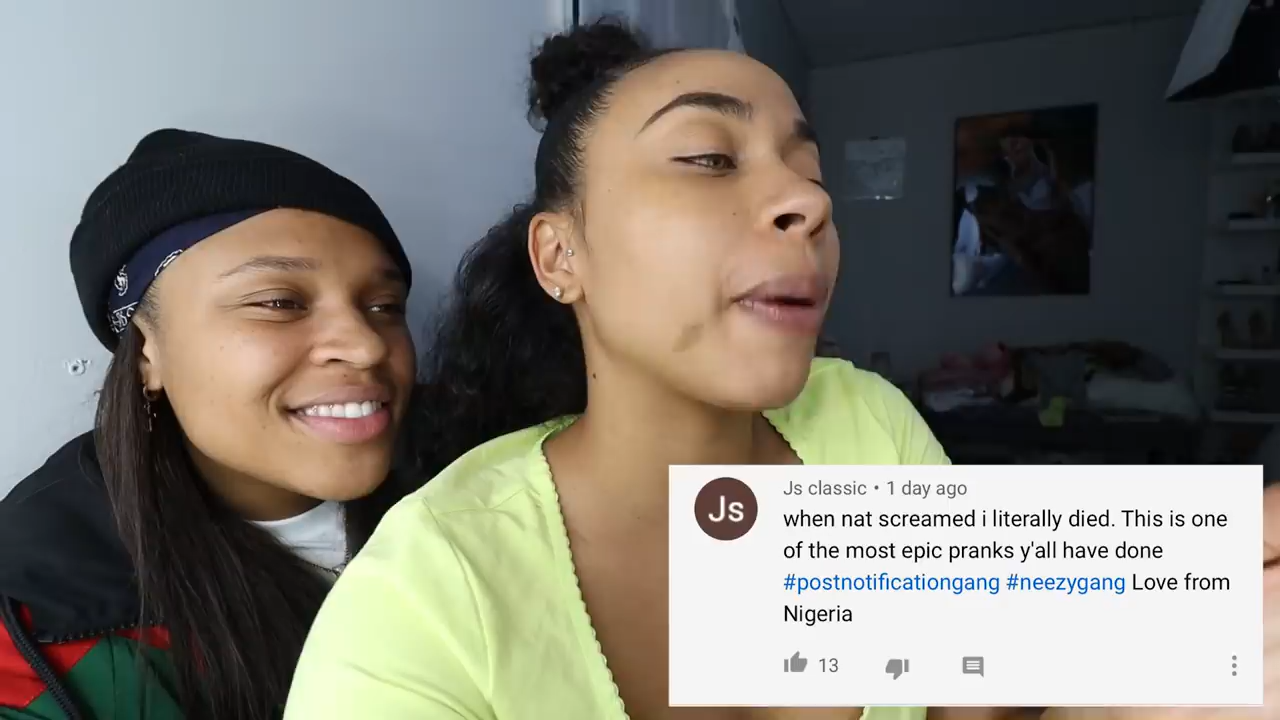 Js
Js classic • 1 day ago
when nat screamed i literally died. This is one
of the most epic pranks y'all have done
#postnotificationgang #neezygang Love from
Nigeria
13